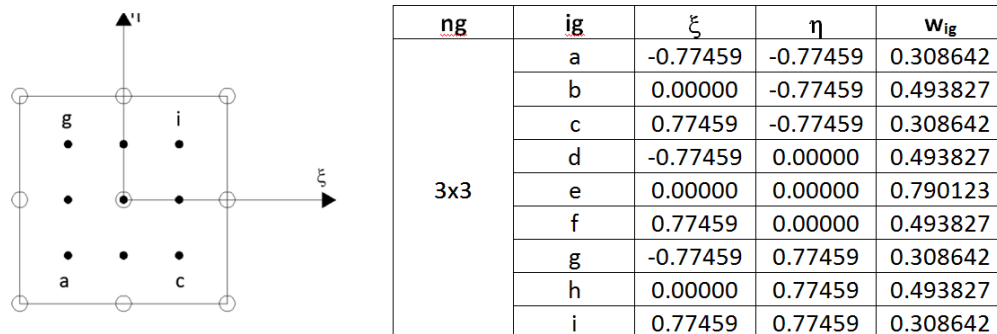 η
g i
ξ
a c
ng ig ξ η wig
a -0.77459 -0.77459 0.308642
b 0.00000 -0.77459 0.493827
c 0.77459 -0.77459 0.308642
d -0.77459 0.00000 0.493827
3x3 e 0.00000 0.00000 0.790123
f 0.77459 0.00000 0.493827
g -0.77459 0.77459 0.308642
h 0.00000 0.77459 0.493827
i 0.77459 0.77459 0.308642